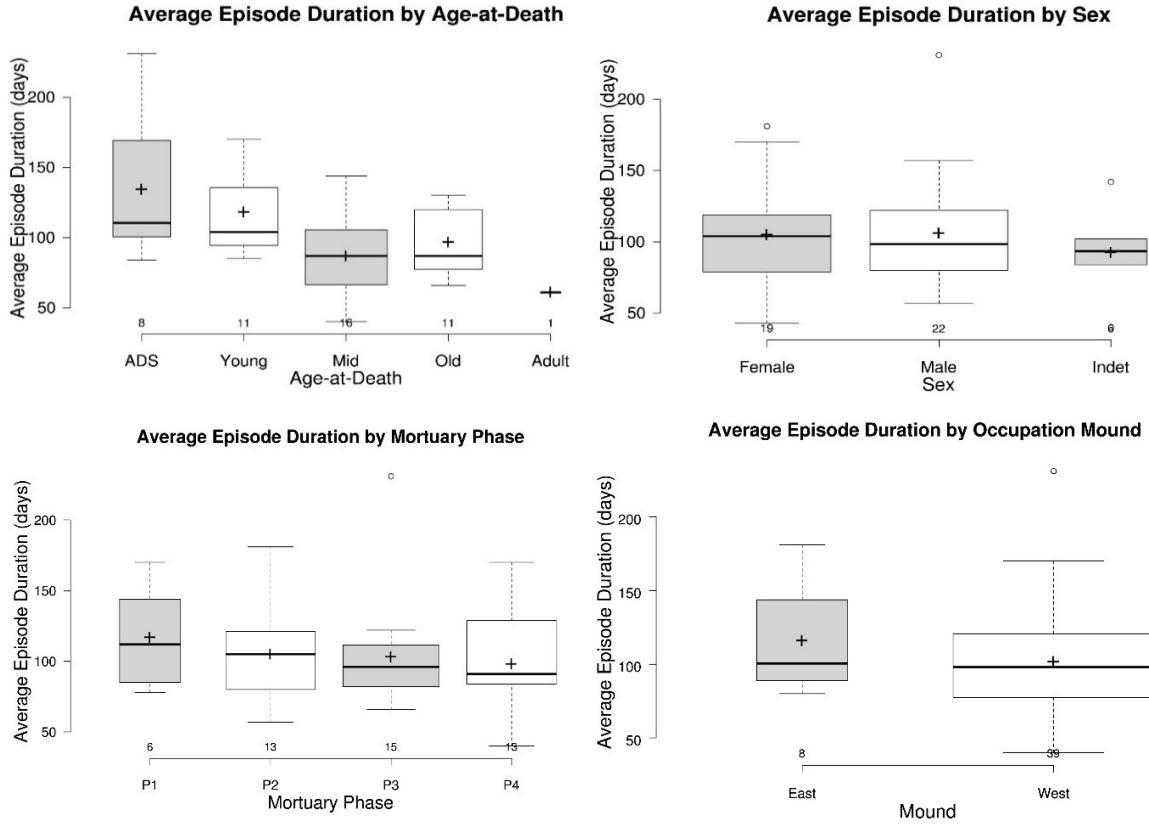 Average Episode Duration by Age-at-Death
Average Episode Duration (days)
200
150
100
50
8 11 16 11 1
ADS Young Mid Old Adult
Age-at-Death
Average Episode Duration by Sex
Average Episode Duration (days)
200
150
100
50
19 22 6
Female Male Indet
Sex
Average Episode Duration by Mortuary Phase
Average Episode Duration (days)
200
150
100
50
6 13 15 13
P1 P2 P3 P4
Mortuary Phase
Average Episode Duration by Occupation Mound
Average Episode Duration (days)
200
150
100
50
8 39
East West
Mound